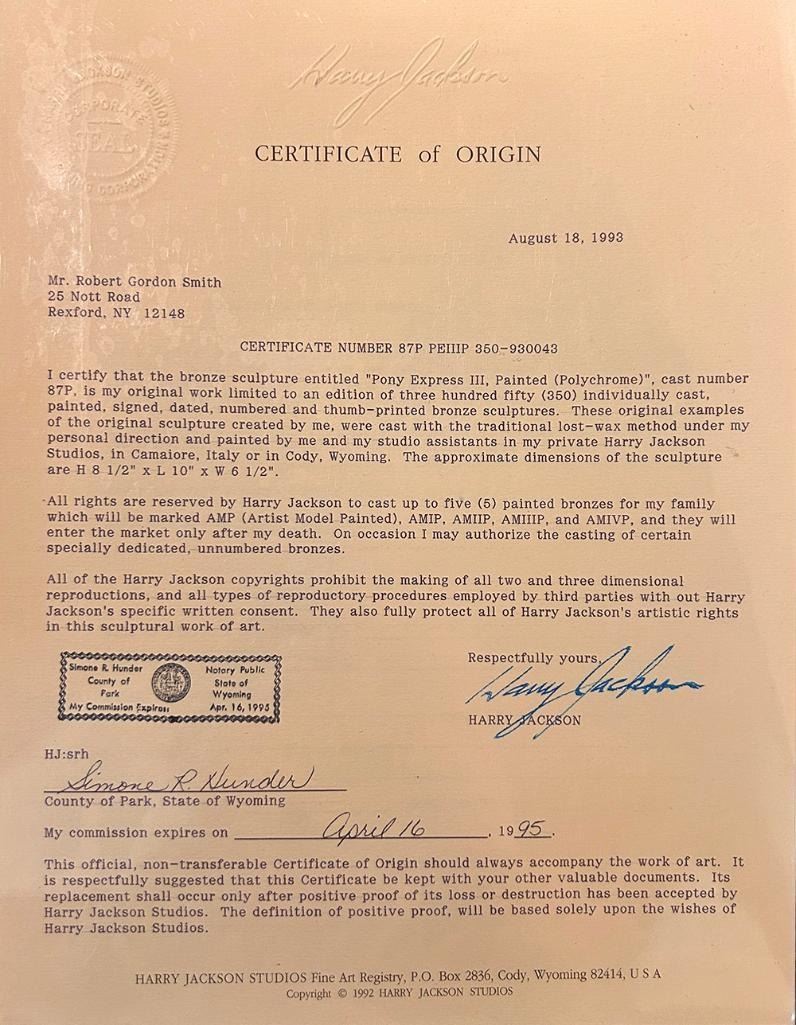 Harry Jackson
CORPORATE
SEAL
CERTIFICATE of ORIGIN
August 18, 1993
Mr. Robert Gordon Smith
25 Nott Road
Rexford, NY 12148
CERTIFICATE NUMBER 87P PEIIIP 350-930043
I certify that the bronze sculpture entitled "Pony Express III, Painted (Polychrome)", cast number
87P, is my original work limited to an edition of three hundred fifty (350) individually cast,
painted, signed, dated, numbered and thumb-printed bronze sculptures. These original examples
of the original sculpture created by me, were cast with the traditional lost-wax method under my
personal direction and painted by me and my studio assistants in my private Harry Jackson
Studios, in Camaiore, Italy or in Cody, Wyoming. The approximate dimensions of the sculpture
are H 8 1/2" x L 10" x W 6 1/2".
All rights are reserved by Harry Jackson to cast up to five (5) painted bronzes for my family
which will be marked AMP (Artist Model Painted), AMIP, AMIIP, AMIIIP, and AMIVP, and they will
enter the market only after my death. On occasion I may authorize the casting of certain
specially dedicated, unnumbered bronzes.
All of the Harry Jackson copyrights prohibit the making of all two and three dimensional
reproductions, and all types of reproductory procedures employed by third parties with out Harry
Jackson's specific written consent. They also fully protect all of Harry Jackson's artistic rights
in this sculptural work of art.
Simone R. Hunder Notary Public
County of State of
Park Wyoming
My Commission Expires Apr. 16, 1995
Respectfully yours,
Harry Jackson
HARRY JACKSON
HJ:srh
Simone R. Hunder
County of Park, State of Wyoming
My commission expires on April 16, 1995.
This official, non-transferable Certificate of Origin should always accompany the work of art. It
is respectfully suggested that this Certificate be kept with your other valuable documents. Its
replacement shall occur only after positive proof of its loss or destruction has been accepted by
Harry Jackson Studios. The definition of positive proof, will be based solely upon the wishes of
Harry Jackson Studios.
HARRY JACKSON STUDIOS Fine Art Registry, P.O. Box 2836, Cody, Wyoming 82414, U S A
Copyright © 1992 HARRY JACKSON STUDIOS